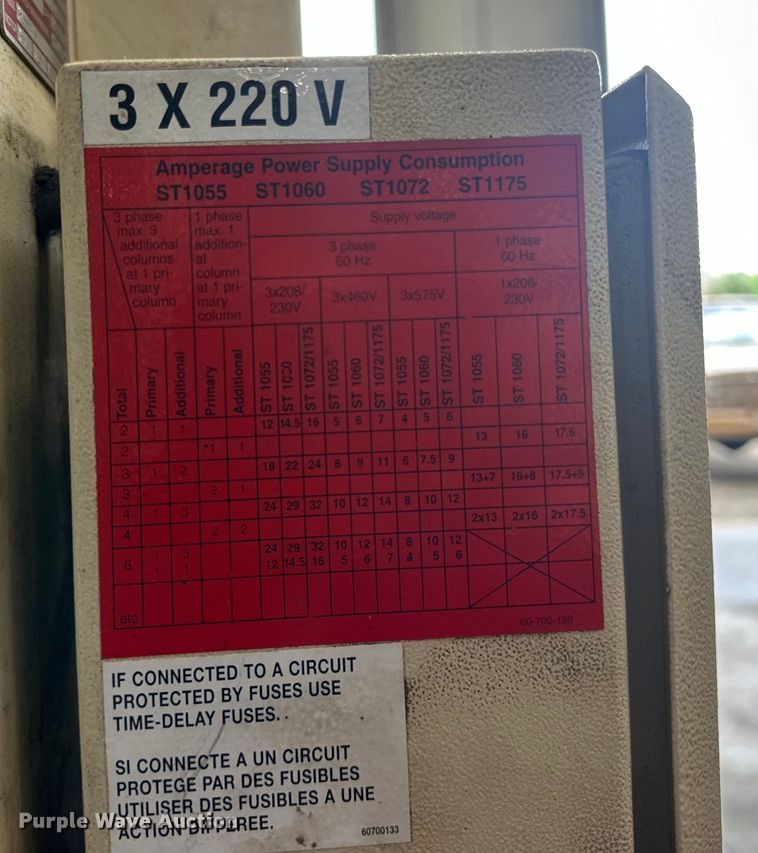 3 X 220 V
Amperage Power Supply Consumption
ST1055 ST1060 ST1072 ST1175
3 phase max. 3 additional columns at 1 pri- mary column
1 phase max. 1 addition- al column at 1 pri- mary column
Supply voltage
3 phase 60 Hz
1 phase 60 Hz
3x208/ 230V
3x460V
3x575V
1x208/ 230V
Total Primary Additional Primary Additional ST 1055 ST 1060 ST 1072/1175 ST 1055 ST 1060 ST 1072/1175 ST 1055 ST 1060 ST 1072/1175 ST 1055 ST 1060 ST 1072/1175
2 1 1 12 14.5 16 5 6 7 4 5 6
2 *1 1 13 16 17.5
3 1 2 18 22 24 8 9 11 6 7.5 9
3 2 1 13+7 16+8 17.5+9
4 1 3 24 29 32 10 12 14 8 10 12
4 2 2 2x13 2x16 2x17.5
6 1 3 24 29 32 10 12 14 8 10 12
1 1 12 14.5 16 5 6 7 4 5 6
etc
60-700-198
IF CONNECTED TO A CIRCUIT
PROTECTED BY FUSES USE
TIME-DELAY FUSES.
SI CONNECTE A UN CIRCUIT
PROTEGE PAR DES FUSIBLES
UTILISER DES FUSIBLES A UNE
ACTION DIFFEREE.
60700133
Purple Wave Auction